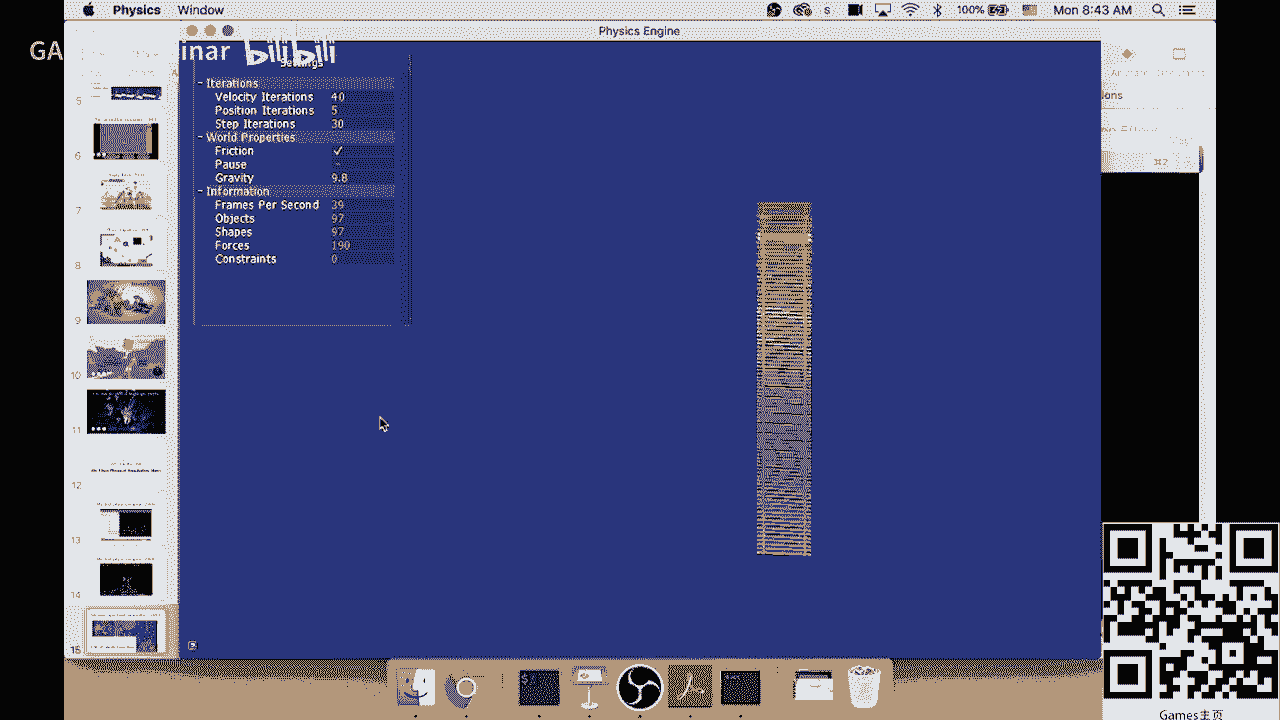 Physics Window
S
100%
Mon 8:43 AM
Physics Engine
GA
inar bilibili
Settings
- Iterations
Velocity Iterations 40
Position Iterations 5
Step Iterations 30
- World Properties
Friction ✓
Pause
Gravity 9.8
- Information
Frames Per Second 29
Objects 97
Shapes 97
Forces 190
Constraints 0
ons
⌘2
5
6
7
8
9
10
11
12
13
14
15
Games主页